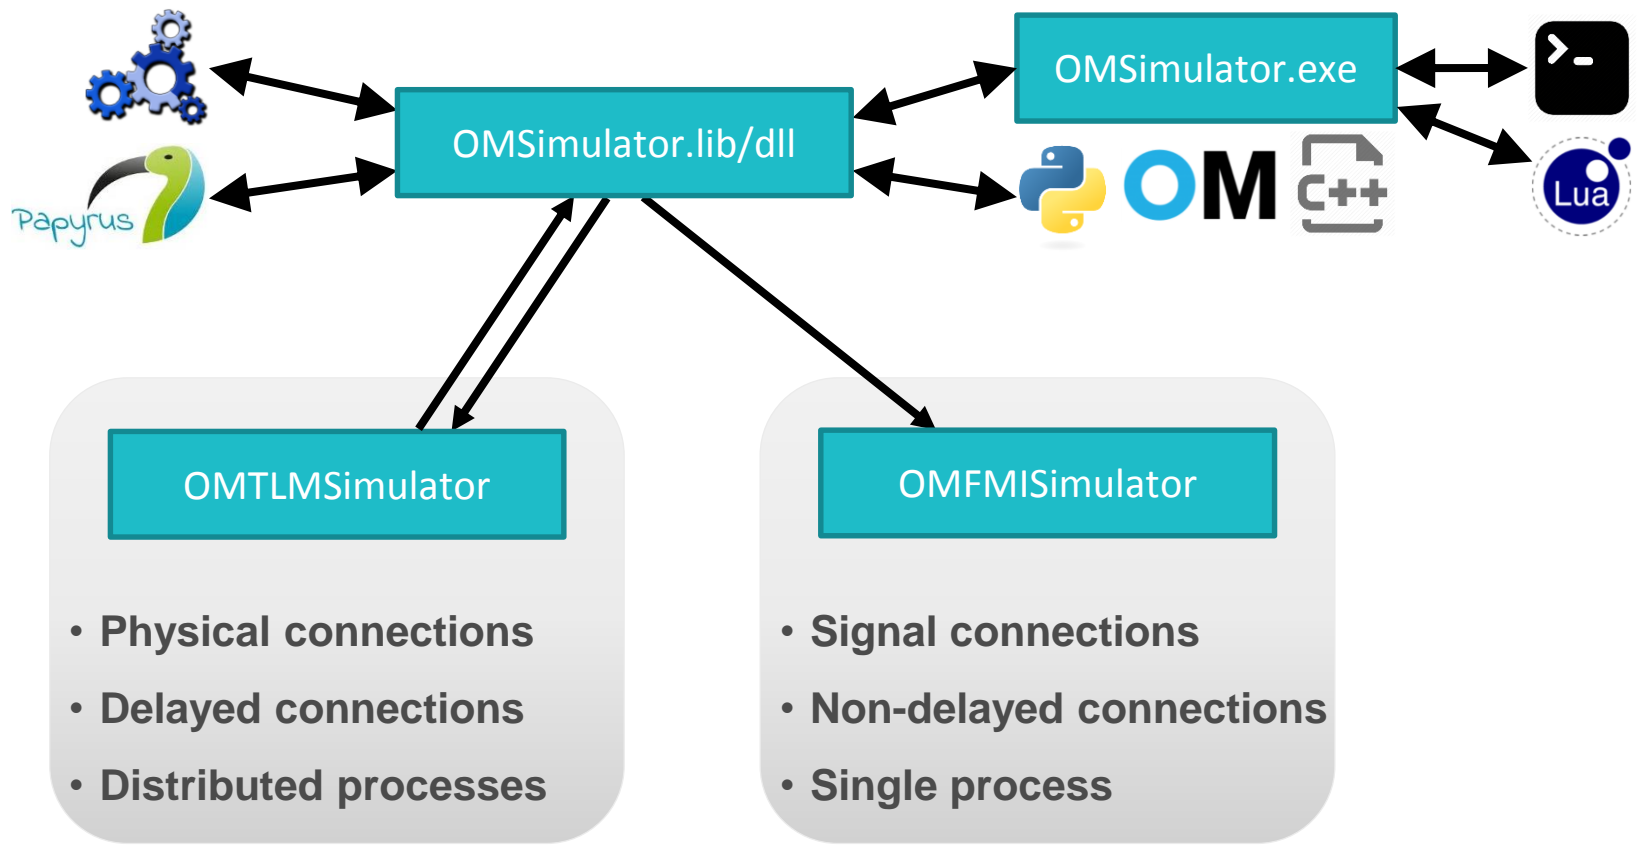 OMSimulator.exe
>-
OMSimulator.lib/dll
Papyrus
OM
C++
Lua
OMTLMSimulator
OMFMISimulator
• Physical connections
• Delayed connections
• Distributed processes
• Signal connections
• Non-delayed connections
• Single process